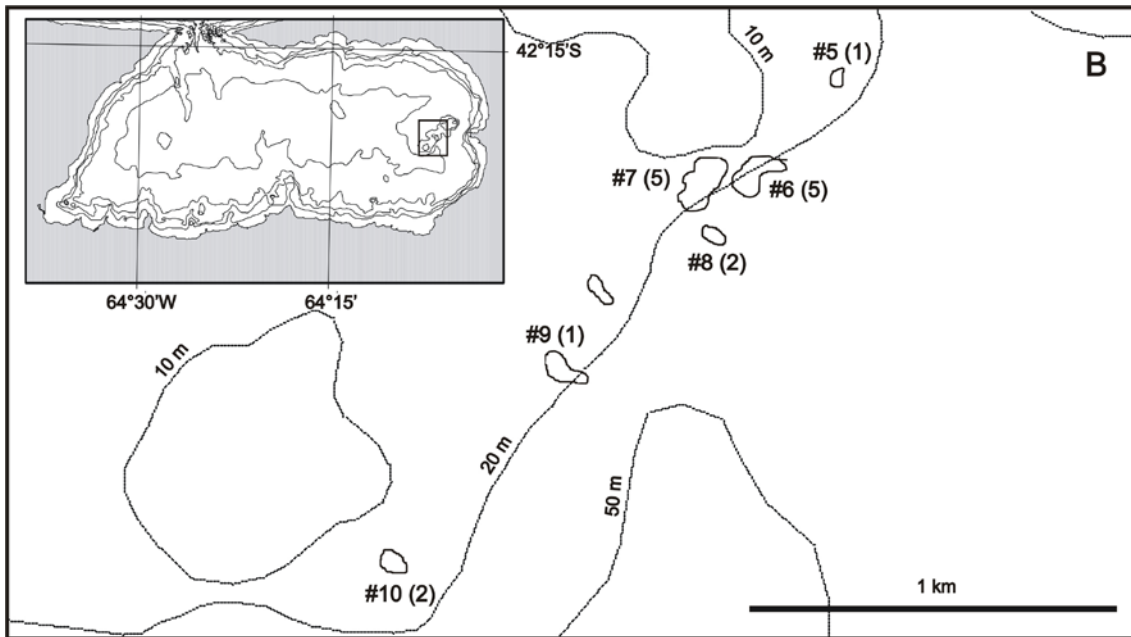 42°15'S
64°30'W
64°15'
B
10 m
#5 (1)
#7 (5)
#6 (5)
#8 (2)
#9 (1)
10 m
20 m
50 m
#10 (2)
1 km